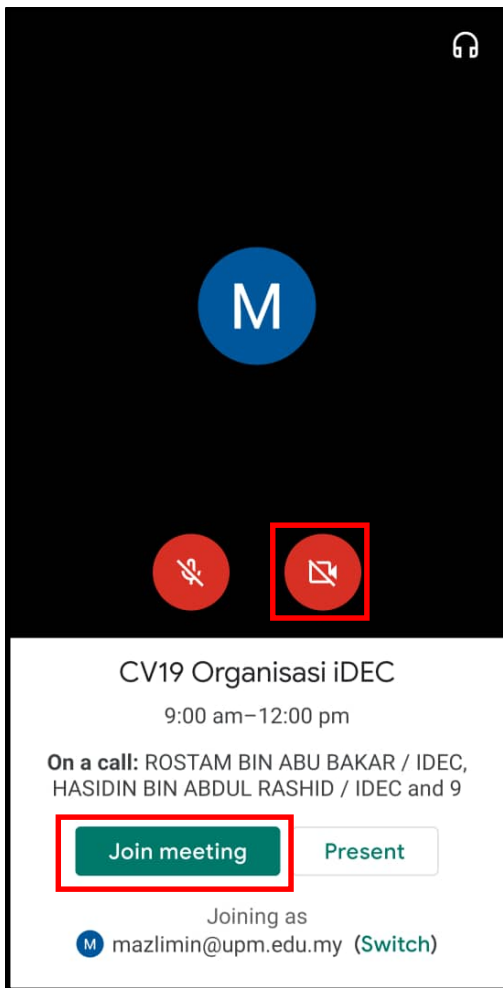 M
CV19 Organisasi iDEC
9:00 am–12:00 pm
On a call: ROSTAM BIN ABU BAKAR / IDEC,
HASIDIN BIN ABDUL RASHID / IDEC and 9
Join meeting Present
Joining as
M mazlimin@upm.edu.my (Switch)